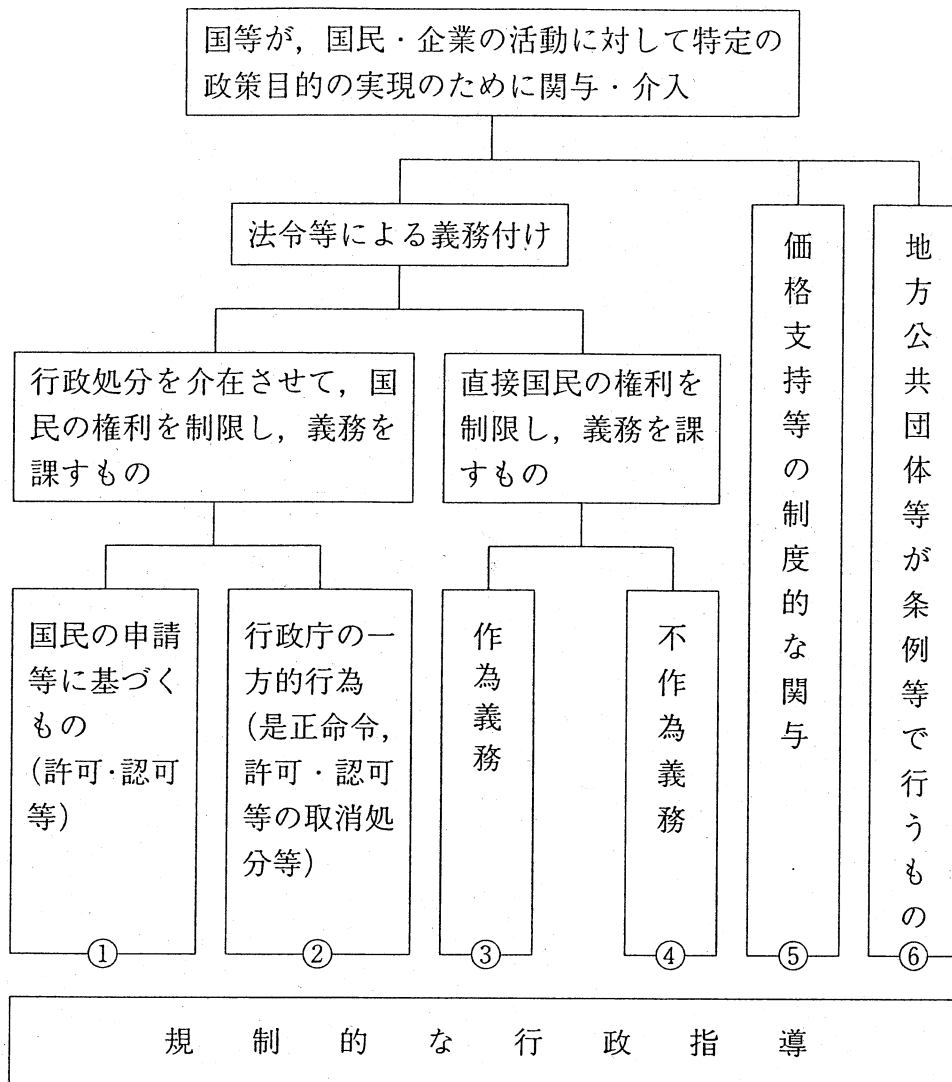 国等が，国民・企業の活動に対して特定の
政策目的の実現のために関与・介入
法令等による義務付け
行政処分を介在させて，国
民の権利を制限し，義務を
課すもの
直接国民の権利を
制限し，義務を課
すもの
国民の申請
等に基づく
もの
（許可・認可
等）
①
行政庁の一
方的行為
（是正命令，
許可・認可
等の取消処
分等）
②
作為義務
③
不作為義務
④
価格支持等の制度的な関与
⑤
地方公共団体等が条例等で行うもの
⑥
規制的な行政指導